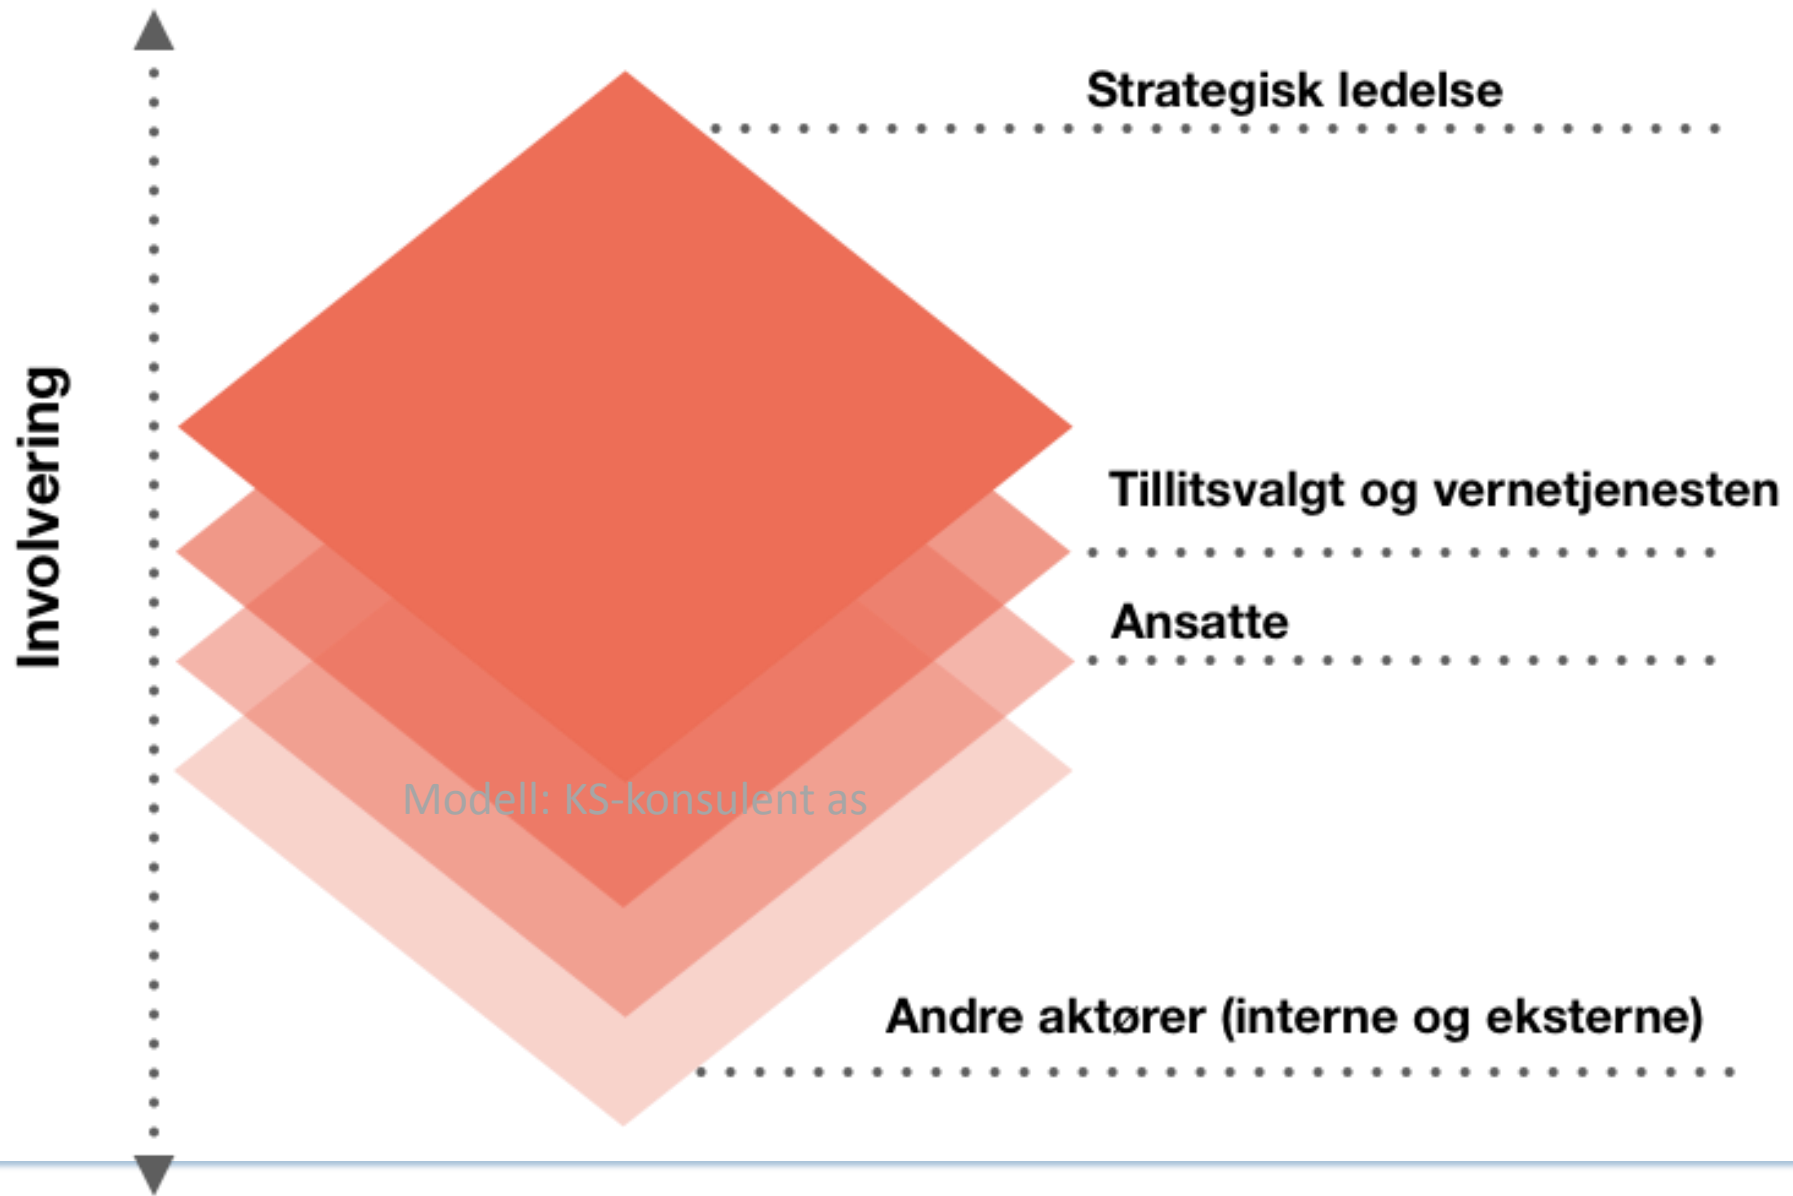 Strategisk ledelse
Involvering
Tillitsvalgt og vernetjenesten
Ansatte
Modell: KS-konsulent as
Andre aktører (interne og eksterne)